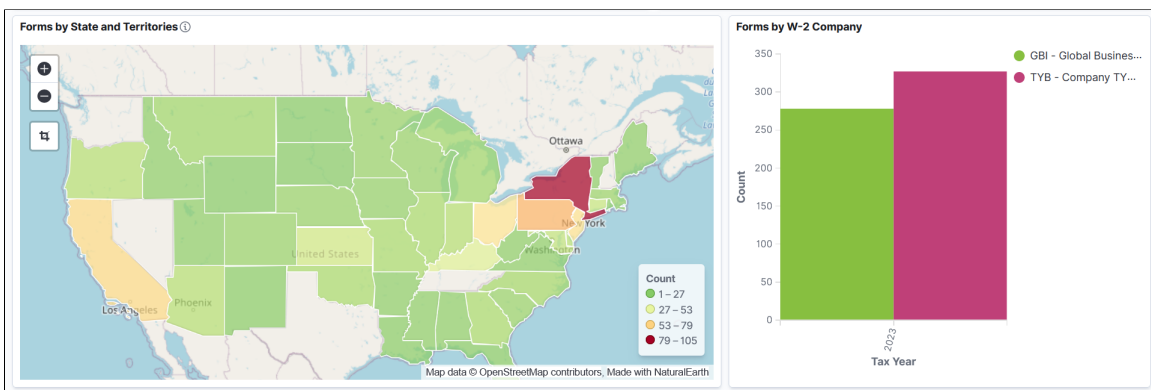 Forms by State and Territories
Ottawa
New York
Washington
United States
Phoenix
Los Angeles
Count
1 – 27
27 – 53
53 – 79
79 – 105
Map data © OpenStreetMap contributors, Made with NaturalEarth
Forms by W-2 Company
350
300
250
200
150
100
50
0
Count
2023
Tax Year
GBI - Global Busines...
TYB - Company TY...